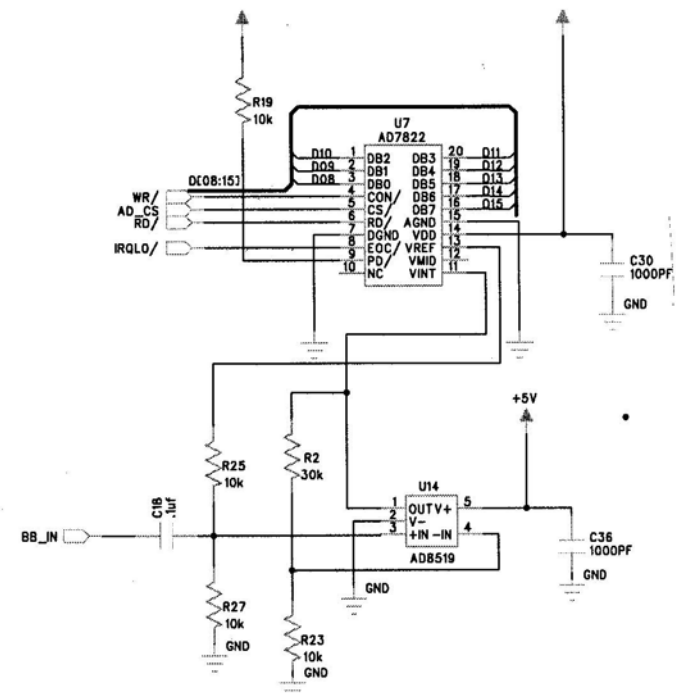 R19
10k
U7
AD7822
D[08:15]
WR/
AD_CS
RD/
IRQLO/
D10 1 DB2 DB3 20 D11
D09 2 DB1 DB4 19 D12
D08 3 DB0 DB5 18 D13
4 CON/ DB6 17 D14
5 CS/ DB7 16 D15
6 RD/ AGND 15
7 DGND VDD 14
8 EOC/ VREF 13
9 PD/ VMID 12
10 NC VINT 11
C30
1000PF
GND
+5V
R25
10k
R2
30k
U14
1 OUT V+ 5
2 V-
3 +IN -IN 4
AD8519
BB_IN
C18
.1uf
C36
1000PF
GND
GND
R27
10k
GND
R23
10k
GND